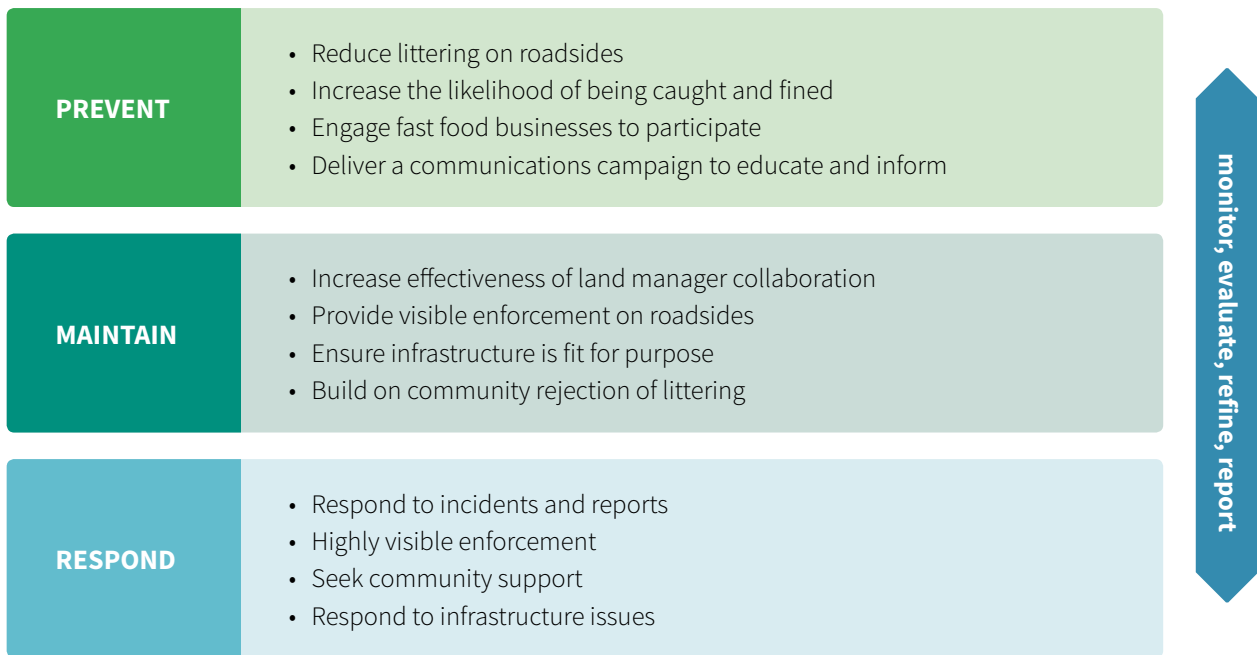 PREVENT
• Reduce littering on roadsides
• Increase the likelihood of being caught and fined
• Engage fast food businesses to participate
• Deliver a communications campaign to educate and inform
MAINTAIN
• Increase effectiveness of land manager collaboration
• Provide visible enforcement on roadsides
• Ensure infrastructure is fit for purpose
• Build on community rejection of littering
RESPOND
• Respond to incidents and reports
• Highly visible enforcement
• Seek community support
• Respond to infrastructure issues
monitor, evaluate, refine, report